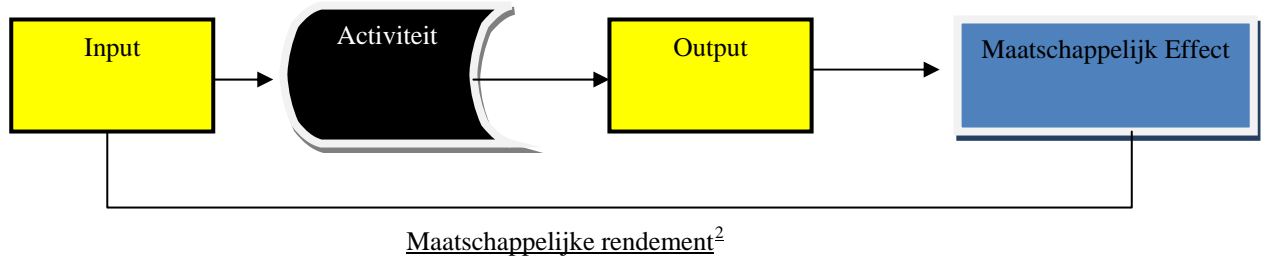 Input
Activiteit
Output
Maatschappelijk Effect
Maatschappelijke rendement²